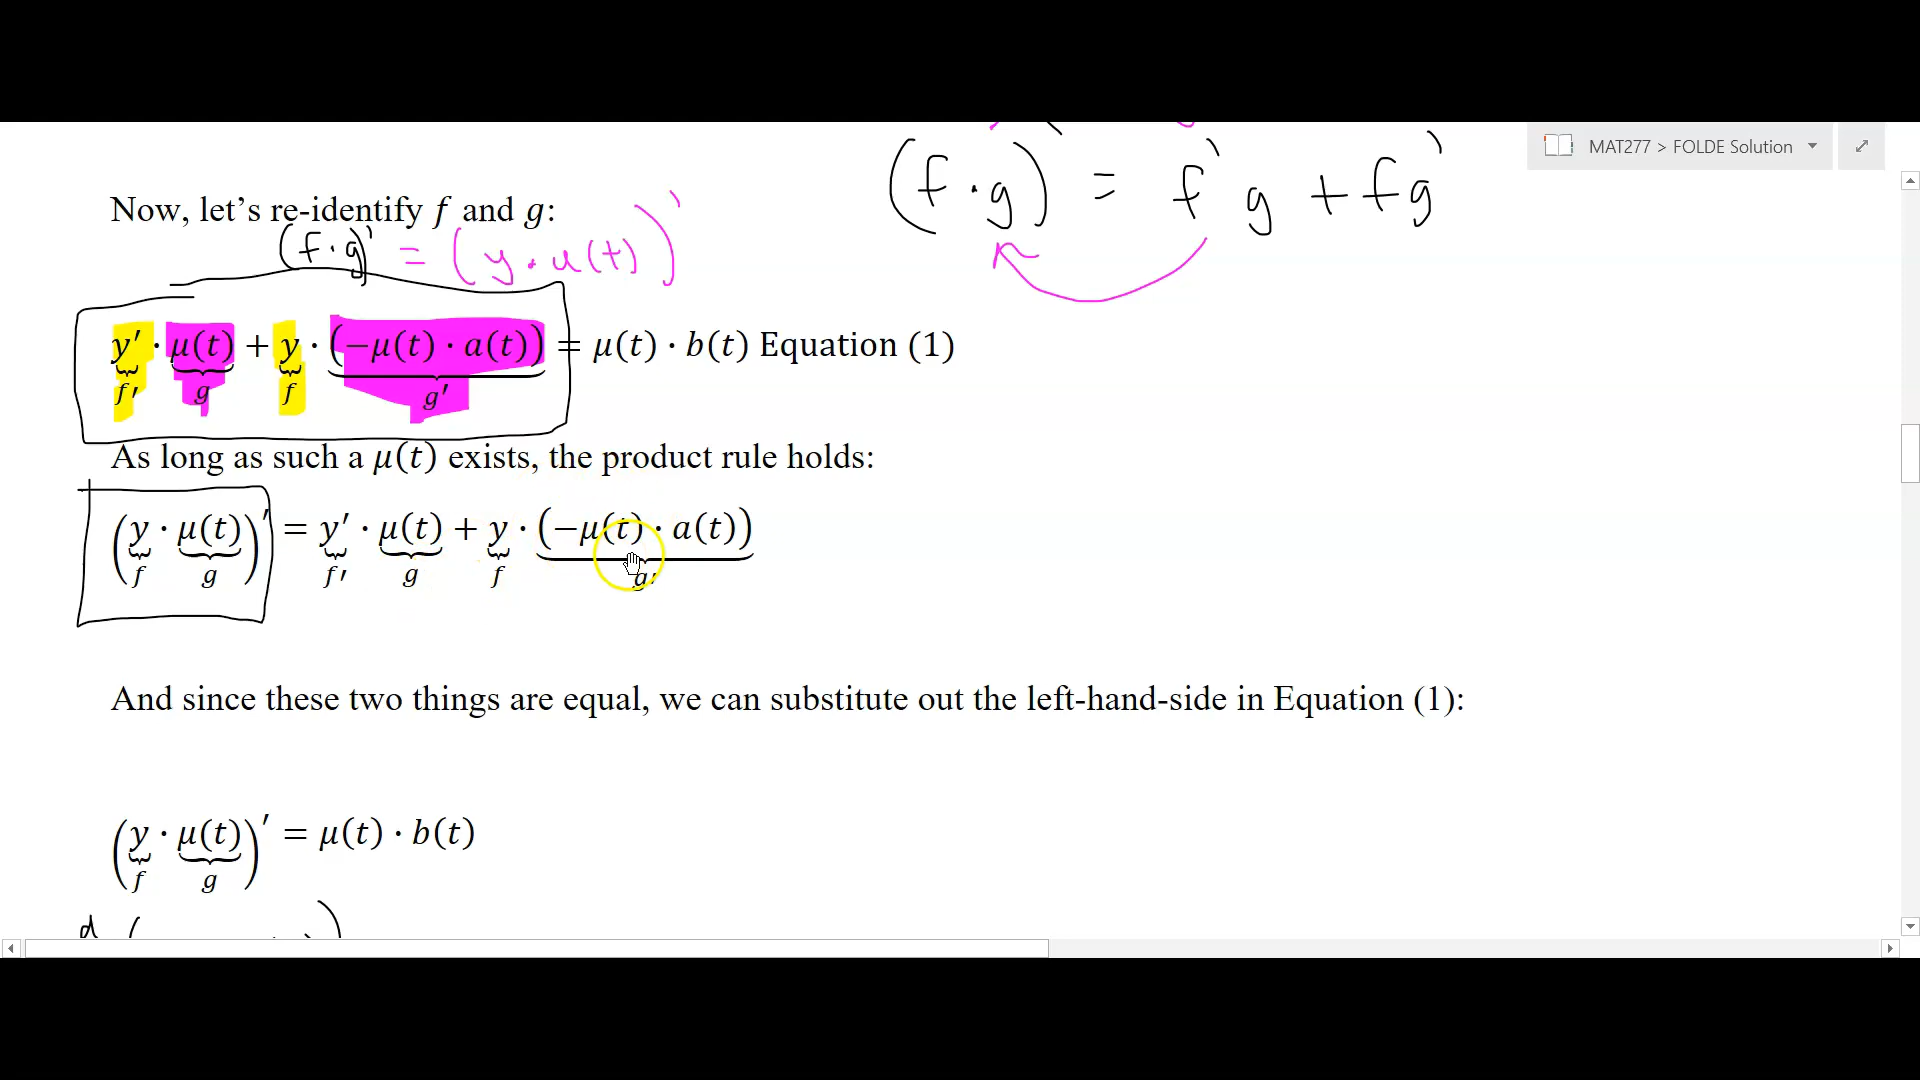 MAT277 > FOLDE Solution
(f · g)' = f' g + f g'
Now, let's re-identify f and g:
(f · g)' = (y · u(t))'
y' · μ(t) + y · (−μ(t) · a(t)) = μ(t) · b(t) Equation (1)
f' g f g'
As long as such a μ(t) exists, the product rule holds:
(y · μ(t))' = y' · μ(t) + y · (−μ(t) · a(t))
f g f' g f g'
And since these two things are equal, we can substitute out the left-hand-side in Equation (1):
(y · μ(t))' = μ(t) · b(t)
f g
d (